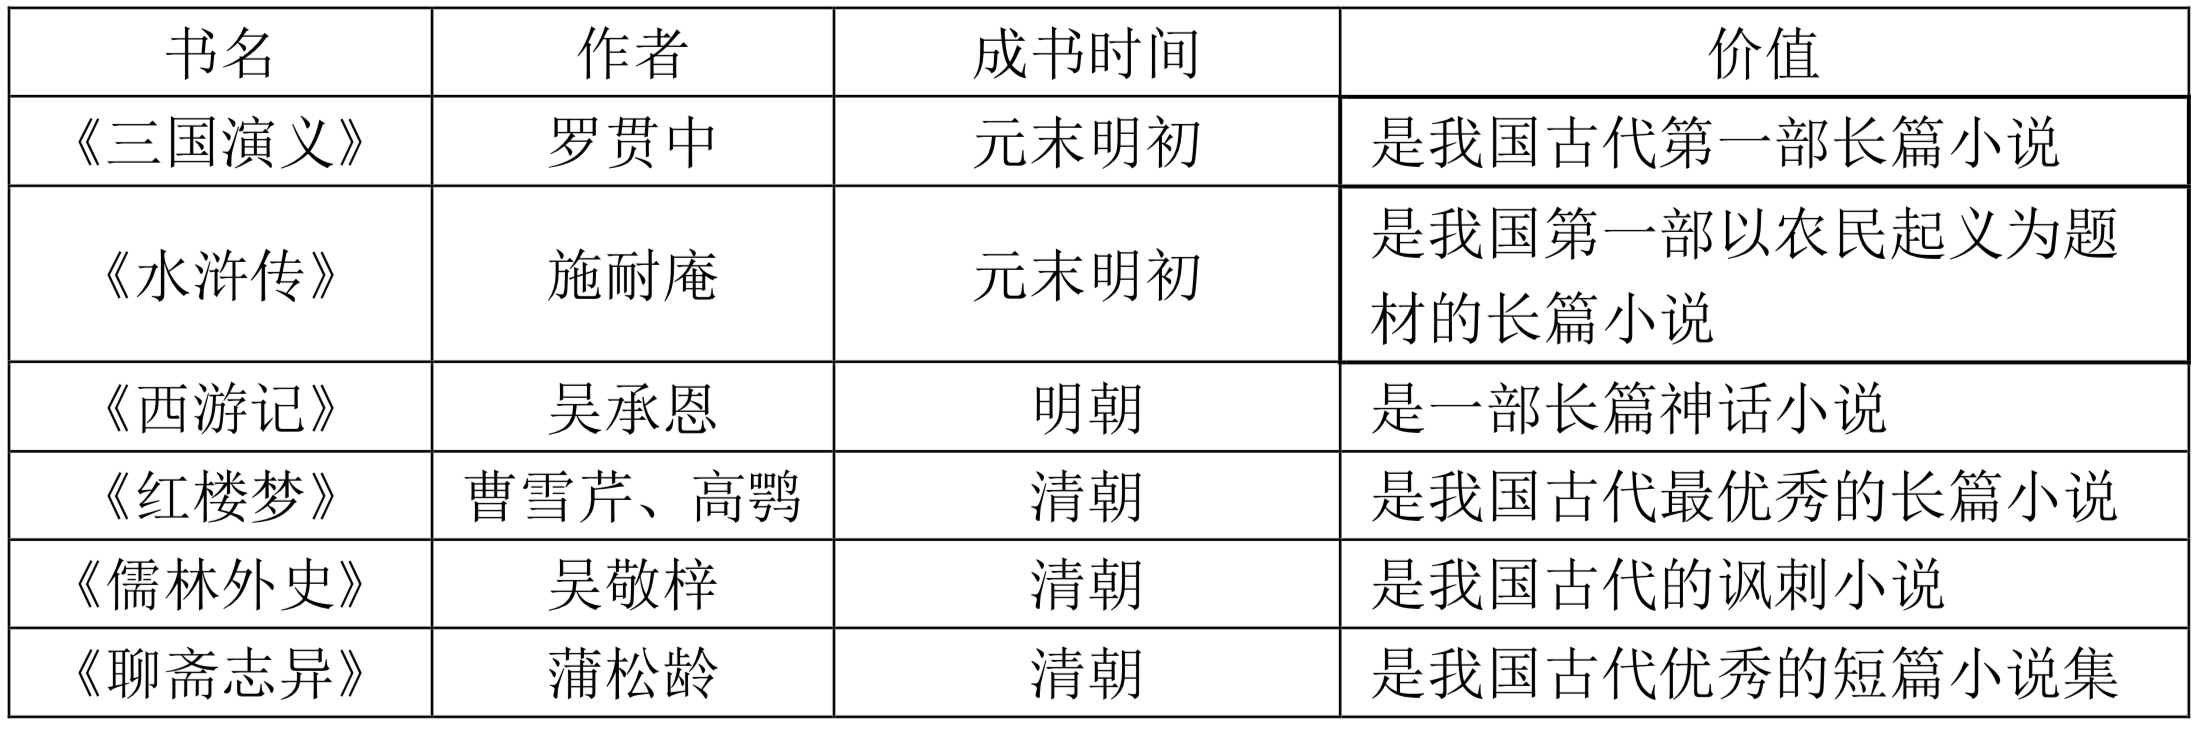 书名 作者 成书时间 价值
《三国演义》 罗贯中 元末明初 是我国古代第一部长篇小说
《水浒传》 施耐庵 元末明初 是我国第一部以农民起义为题
材的长篇小说
《西游记》 吴承恩 明朝 是一部长篇神话小说
《红楼梦》 曹雪芹、高鹗 清朝 是我国古代最优秀的长篇小说
《儒林外史》 吴敬梓 清朝 是我国古代的讽刺小说
《聊斋志异》 蒲松龄 清朝 是我国古代优秀的短篇小说集